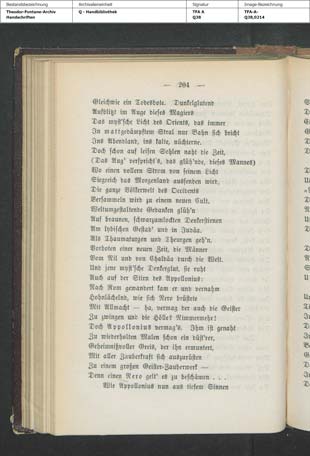 Bestandsbezeichnung Archivalieneinheit Signatur Image-Bezeichnung
Theodor-Fontane-Archiv Q - Handbibliothek TFA A TFA-A-
Handschriften Q38 Q38,0214
— 204 —
Gleichwie ein Todesbote. Dunkelglutend
Aufblitzt im Auge dieses Magiers
Das myst'sche Licht des Orients, das immer
In mattgedämpftem Stral nur Bahn sich bricht
Ins Abendland, ins kalte, nüchterne.
Doch schon auf leisen Sohlen naht die Zeit,
(Das Aug' versprich's, das glüh'nde, dieses Mannes)
Wo einen vollern Strom von seinem Licht
Siegreich das Morgenland aussenden wird,
Die ganze Völkerwelt des Occidents
Versammeln wird zu einem neuen Cult.
Weltumgestaltende Gedanken glüh'n
Auf braunen, schwarzumlockten Denkerstirnen
Am lydischen Gestad' und in Judäa.
Als Thaumaturgen und Theurgen geh'n,
Vorboten einer neuen Zeit, die Männer
Vom Nil und von Chaldäa durch die Welt.
Und jene myst'sche Denkerglut, sie ruht
Auch auf der Stirn des Appollonius:
Nach Rom gewandert kam er und vernahm
Hohnlächelnd, wie sich Nero brüstete
Mit Allmacht — ha, vermag der auch die Geister
Zu zwingen und die Hölle? Nimmermehr!
Doch Appollonius vermag's. Ihm ist genaht
Zu wiederholten Malen schon ein düst'rer,
Geheimnißvoller Greis, der ihn ermuntert,
Mit aller Zauberkraft sich auszurüsten
Zu einem großen Geister-Zauberwerk —
Denn einen Nero gelt' es zu beschämen . . .
Wie Appollonius nun aus tiefem Sinnen